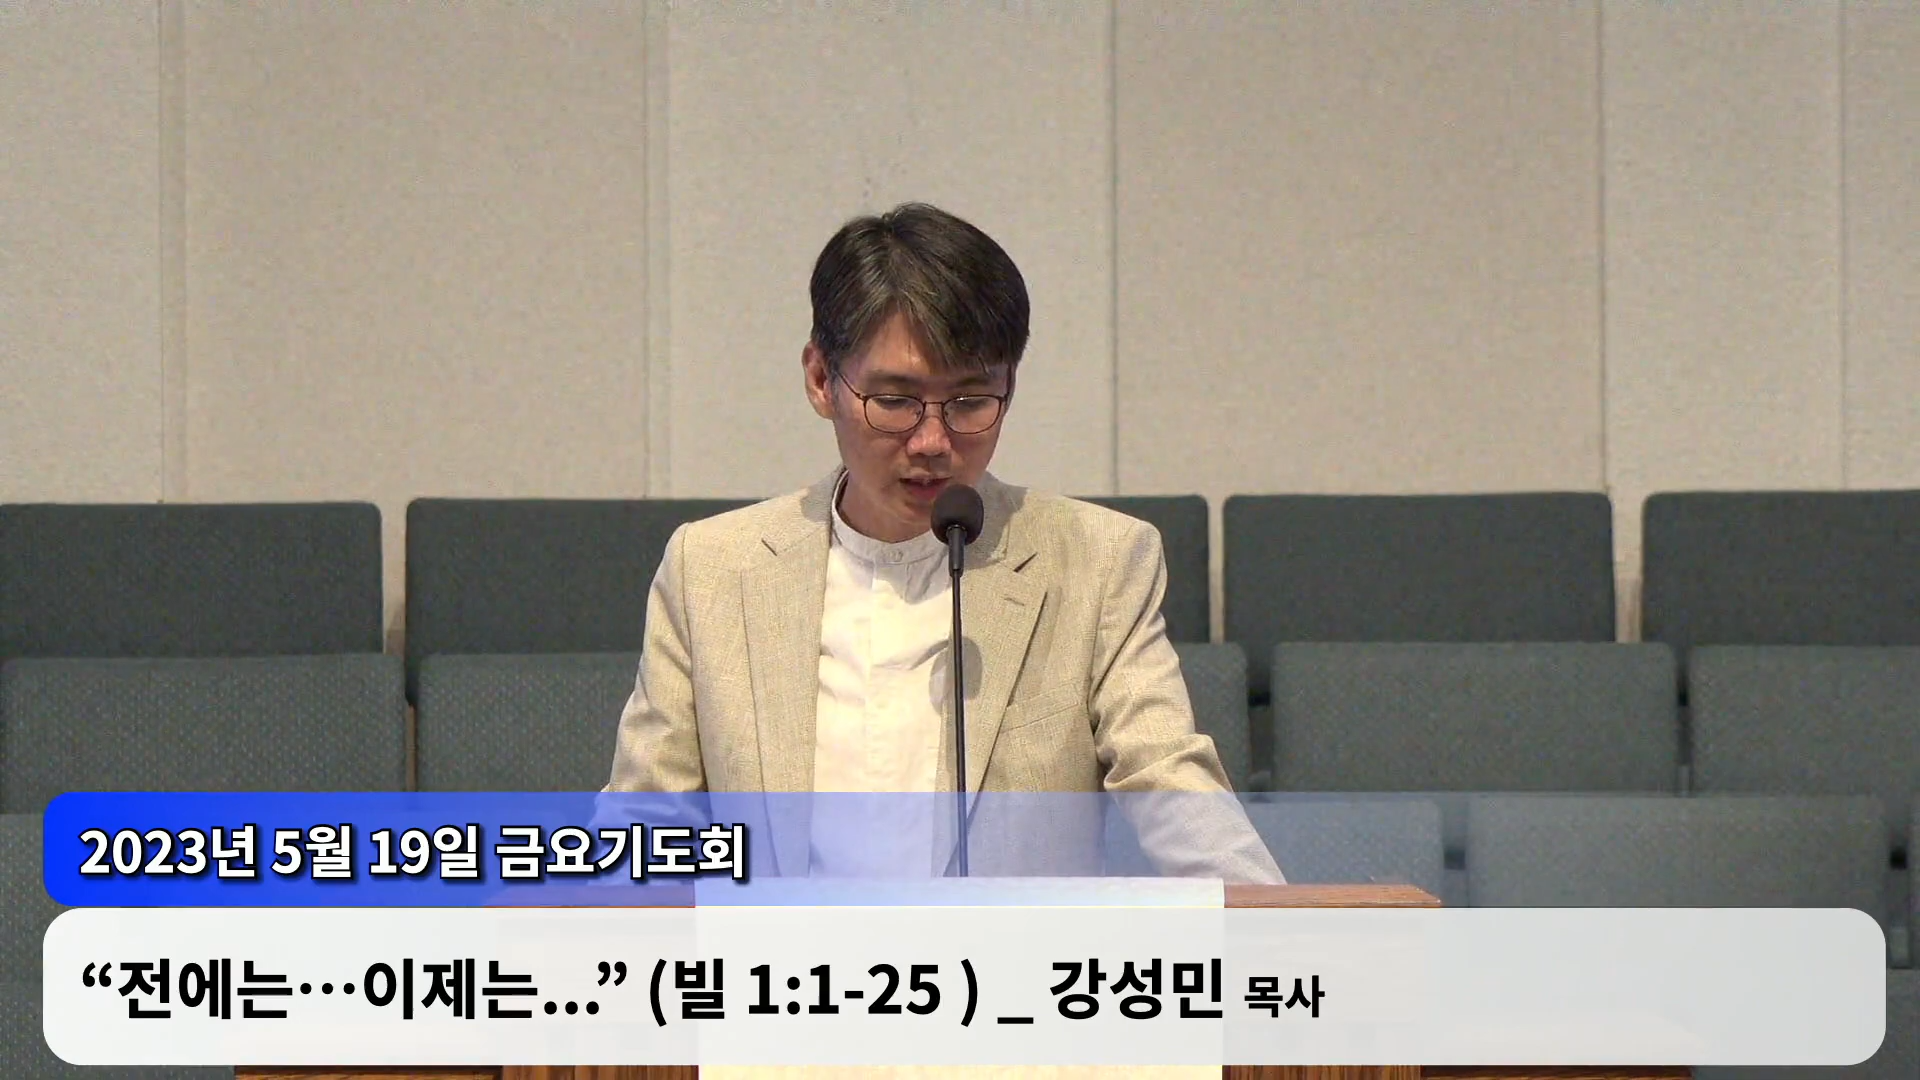 2023년 5월 19일 금요기도회
“전에는…이제는...” (빌 1:1-25 ) _ 강성민 목사